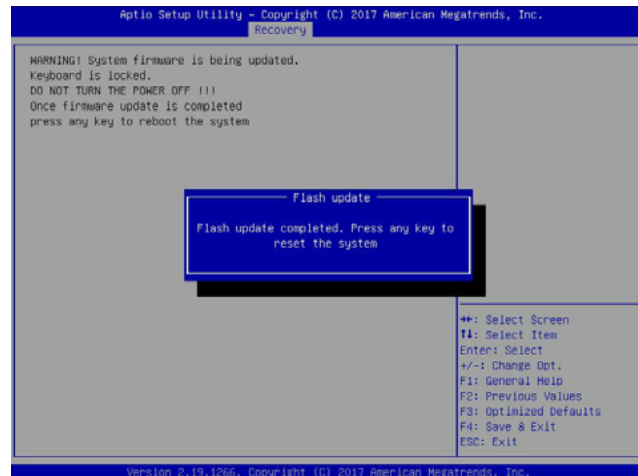 Aptio Setup Utility – Copyright (C) 2017 American Megatrends, Inc.
Recovery
WARNING! System firmware is being updated.
Keyboard is locked.
DO NOT TURN THE POWER OFF !!!
Once firmware update is completed
press any key to reboot the system
Flash update
Flash update completed. Press any key to
reset the system
→←: Select Screen
↑↓: Select Item
Enter: Select
+/-: Change Opt.
F1: General Help
F2: Previous Values
F3: Optimized Defaults
F4: Save & Exit
ESC: Exit
Version 2.19.1266. Copyright (C) 2017 American Megatrends, Inc.